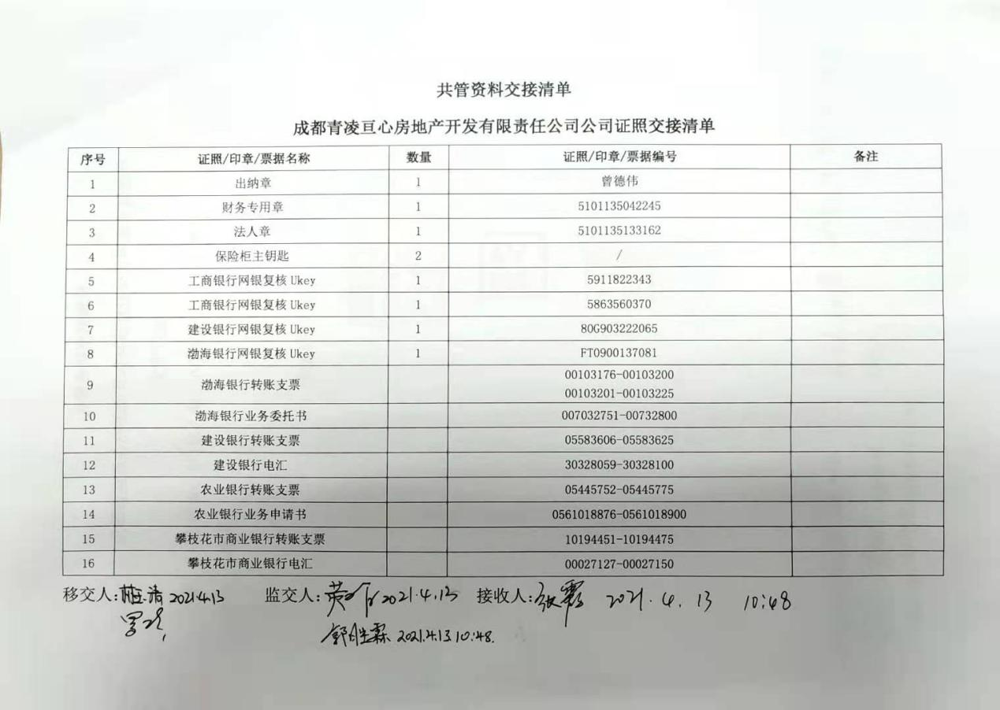 共管资料交接清单
成都青凌亘心房地产开发有限责任公司公司证照交接清单
序号 证照/印章/票据名称 数量 证照/印章/票据编号 备注
1 出纳章 1 曾德伟
2 财务专用章 1 5101135042245
3 法人章 1 5101135133162
4 保险柜主钥匙 2 /
5 工商银行网银复核 Ukey 1 5911822343
6 工商银行网银复核 Ukey 1 5863560370
7 建设银行网银复核 Ukey 1 80G903222065
8 渤海银行网银复核 Ukey 1 FT0900137081
9 渤海银行转账支票 00103176-00103200
00103201-00103225
10 渤海银行业务委托书 007032751-00732800
11 建设银行转账支票 05583606-05583625
12 建设银行电汇 30328059-30328100
13 农业银行转账支票 05445752-05445775
14 农业银行业务申请书 0561018876-0561018900
15 攀枝花市商业银行转账支票 10194451-10194475
16 攀枝花市商业银行电汇 00027127-00027150
移交人: 2021.4.13 监交人: 2021.4.13 接收人: 2021.4.13 10:48
2021.4.13 10:48.